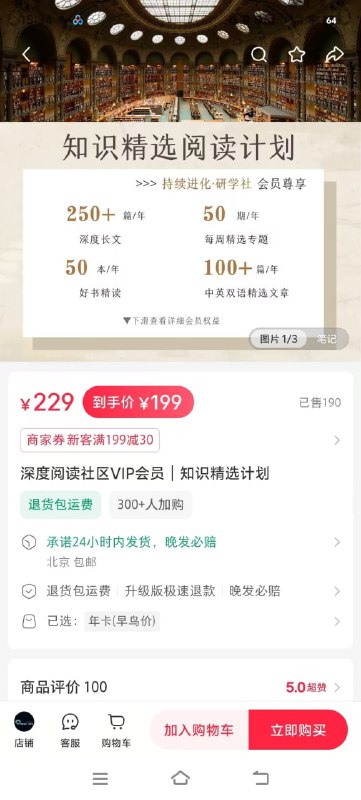 64
知识精选阅读计划
>>> 持续进化·研学社 会员尊享
250+ 篇/年 50 期/年
深度长文 每周精选专题
50 本/年 100+ 篇/年
好书精读 中英双语精选文章
▼下滑查看详细会员权益
图片1/3 笔记
¥229 到手价 ¥199 已售190
商家券新客满199减30
深度阅读社区VIP会员｜知识精选计划
退货包运费 300+人加购
承诺24小时内发货，晚发必赔
北京 包邮
退货包运费 升级版极速退款 晚发必赔
已选： 年卡(早鸟价)
商品评价 100 5.0超赞
店铺 客服 购物车 加入购物车 立即购买